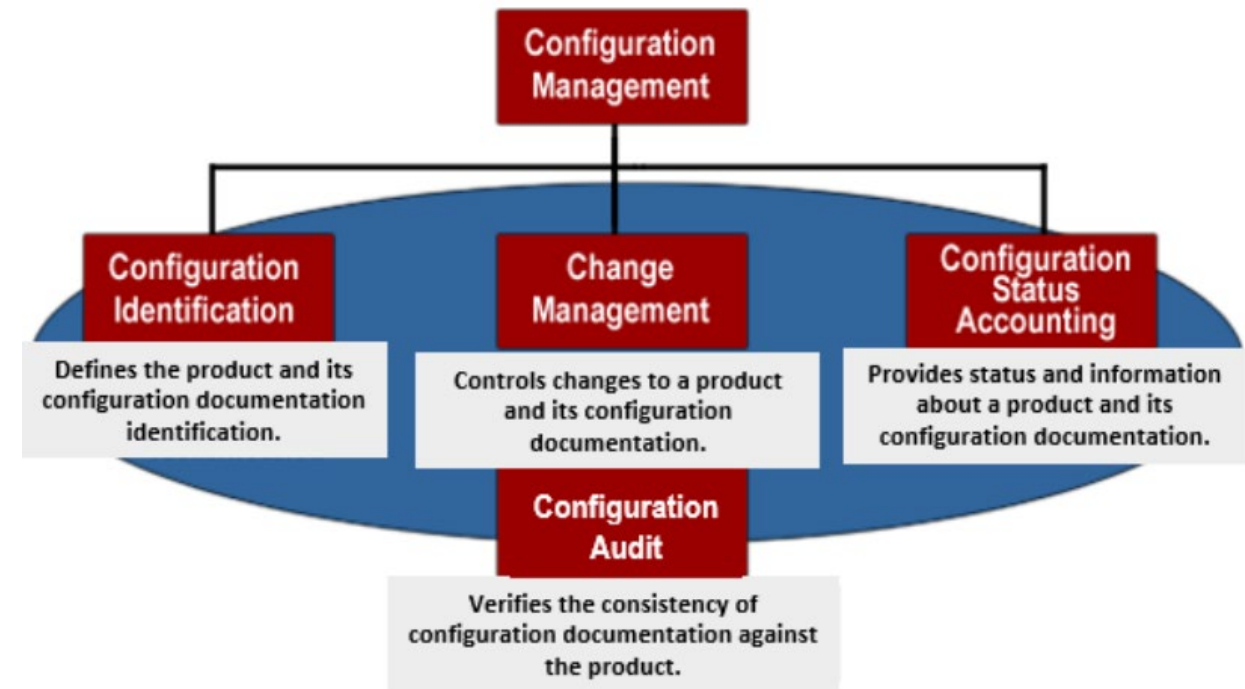 Configuration
Management
Configuration
Identification
Defines the product and its
configuration documentation
identification.
Change
Management
Controls changes to a product
and its configuration
documentation.
Configuration
Status
Accounting
Provides status and information
about a product and its
configuration documentation.
Configuration
Audit
Verifies the consistency of
configuration documentation against
the product.